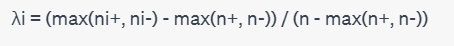 λi = (max(ni+, ni-) - max(n+, n-)) / (n - max(n+, n-))